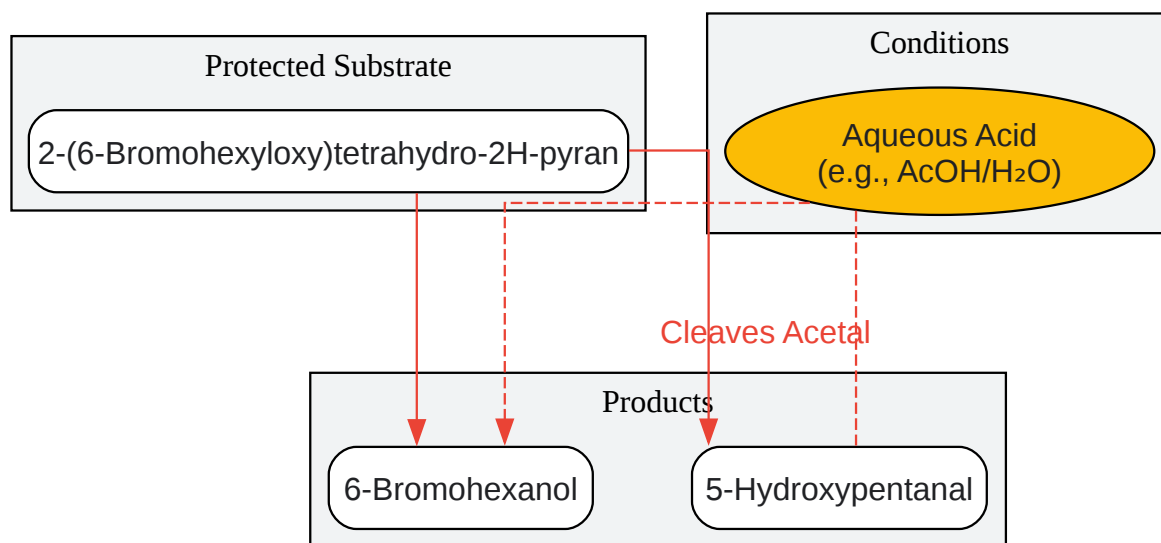 Protected Substrate
2-(6-Bromohexyloxy)tetrahydro-2H-pyran
Conditions
Aqueous Acid
(e.g., AcOH/H₂O)
Cleaves Acetal
Products
6-Bromohexanol
5-Hydroxypentanal